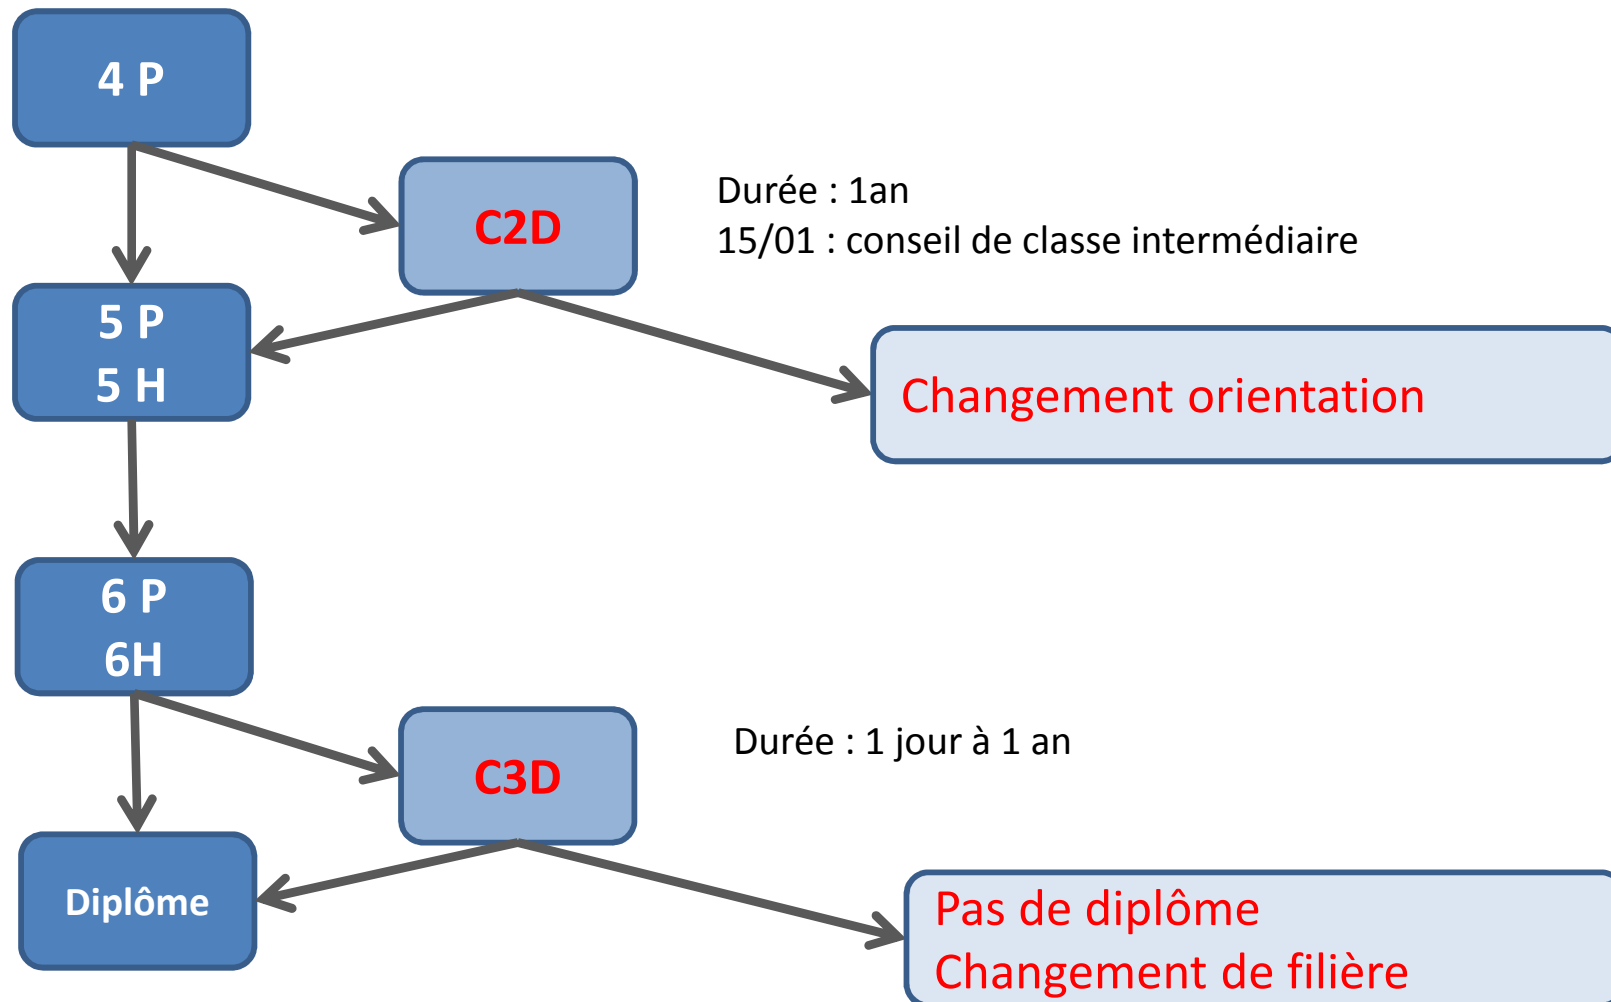 4 P
C2D
Durée : 1an
15/01 : conseil de classe intermédiaire
5 P
5 H
Changement orientation
6 P
6H
C3D
Durée : 1 jour à 1 an
Diplôme
Pas de diplôme
Changement de filière